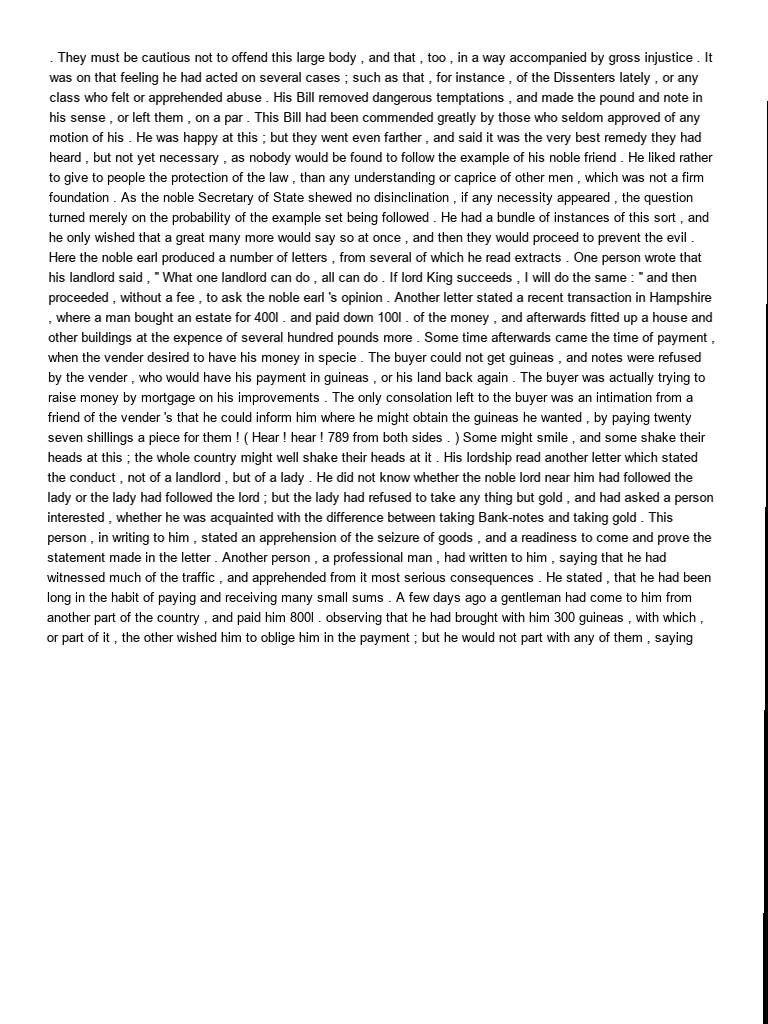 . They must be cautious not to offend this large body , and that , too , in a way accompanied by gross injustice . It
was on that feeling he had acted on several cases ; such as that , for instance , of the Dissenters lately , or any
class who felt or apprehended abuse . His Bill removed dangerous temptations , and made the pound and note in
his sense , or left them , on a par . This Bill had been commended greatly by those who seldom approved of any
motion of his . He was happy at this ; but they went even farther , and said it was the very best remedy they had
heard , but not yet necessary , as nobody would be found to follow the example of his noble friend . He liked rather
to give to people the protection of the law , than any understanding or caprice of other men , which was not a firm
foundation . As the noble Secretary of State shewed no disinclination , if any necessity appeared , the question
turned merely on the probability of the example set being followed . He had a bundle of instances of this sort , and
he only wished that a great many more would say so at once , and then they would proceed to prevent the evil .
Here the noble earl produced a number of letters , from several of which he read extracts . One person wrote that
his landlord said , " What one landlord can do , all can do . If lord King succeeds , I will do the same : " and then
proceeded , without a fee , to ask the noble earl 's opinion . Another letter stated a recent transaction in Hampshire
, where a man bought an estate for 400l . and paid down 100l . of the money , and afterwards fitted up a house and
other buildings at the expence of several hundred pounds more . Some time afterwards came the time of payment ,
when the vender desired to have his money in specie . The buyer could not get guineas , and notes were refused
by the vender , who would have his payment in guineas , or his land back again . The buyer was actually trying to
raise money by mortgage on his improvements . The only consolation left to the buyer was an intimation from a
friend of the vender 's that he could inform him where he might obtain the guineas he wanted , by paying twenty
seven shillings a piece for them ! ( Hear ! hear ! 789 from both sides . ) Some might smile , and some shake their
heads at this ; the whole country might well shake their heads at it . His lordship read another letter which stated
the conduct , not of a landlord , but of a lady . He did not know whether the noble lord near him had followed the
lady or the lady had followed the lord ; but the lady had refused to take any thing but gold , and had asked a person
interested , whether he was acquainted with the difference between taking Bank-notes and taking gold . This
person , in writing to him , stated an apprehension of the seizure of goods , and a readiness to come and prove the
statement made in the letter . Another person , a professional man , had written to him , saying that he had
witnessed much of the traffic , and apprehended from it most serious consequences . He stated , that he had been
long in the habit of paying and receiving many small sums . A few days ago a gentleman had come to him from
another part of the country , and paid him 800l . observing that he had brought with him 300 guineas , with which ,
or part of it , the other wished him to oblige him in the payment ; but he would not part with any of them , saying